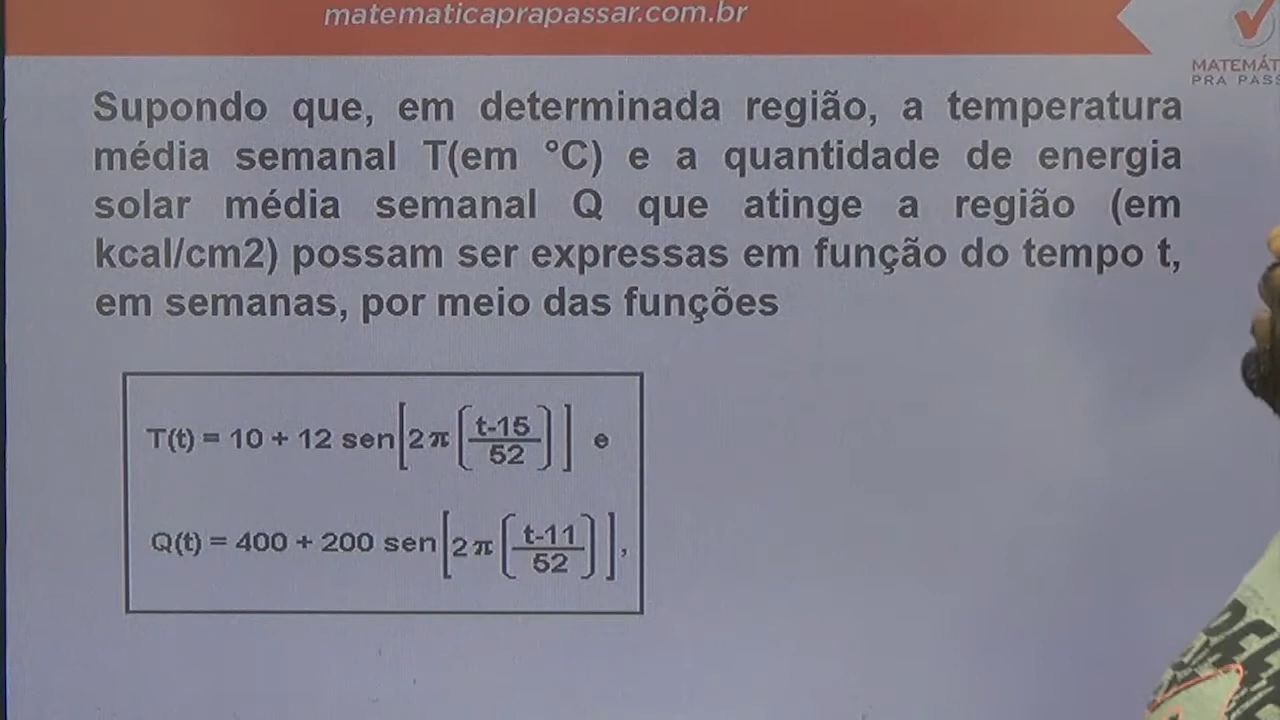 matematicaprapassar.com.br
MATEMÁT
PRA PASS
Supondo que, em determinada região, a temperatura
média semanal T(em °C) e a quantidade de energia
solar média semanal Q que atinge a região (em
kcal/cm2) possam ser expressas em função do tempo t,
em semanas, por meio das funções
T(t) = 10 + 12 sen[2π(t-15/52)] e
Q(t) = 400 + 200 sen[2π(t-11/52)],